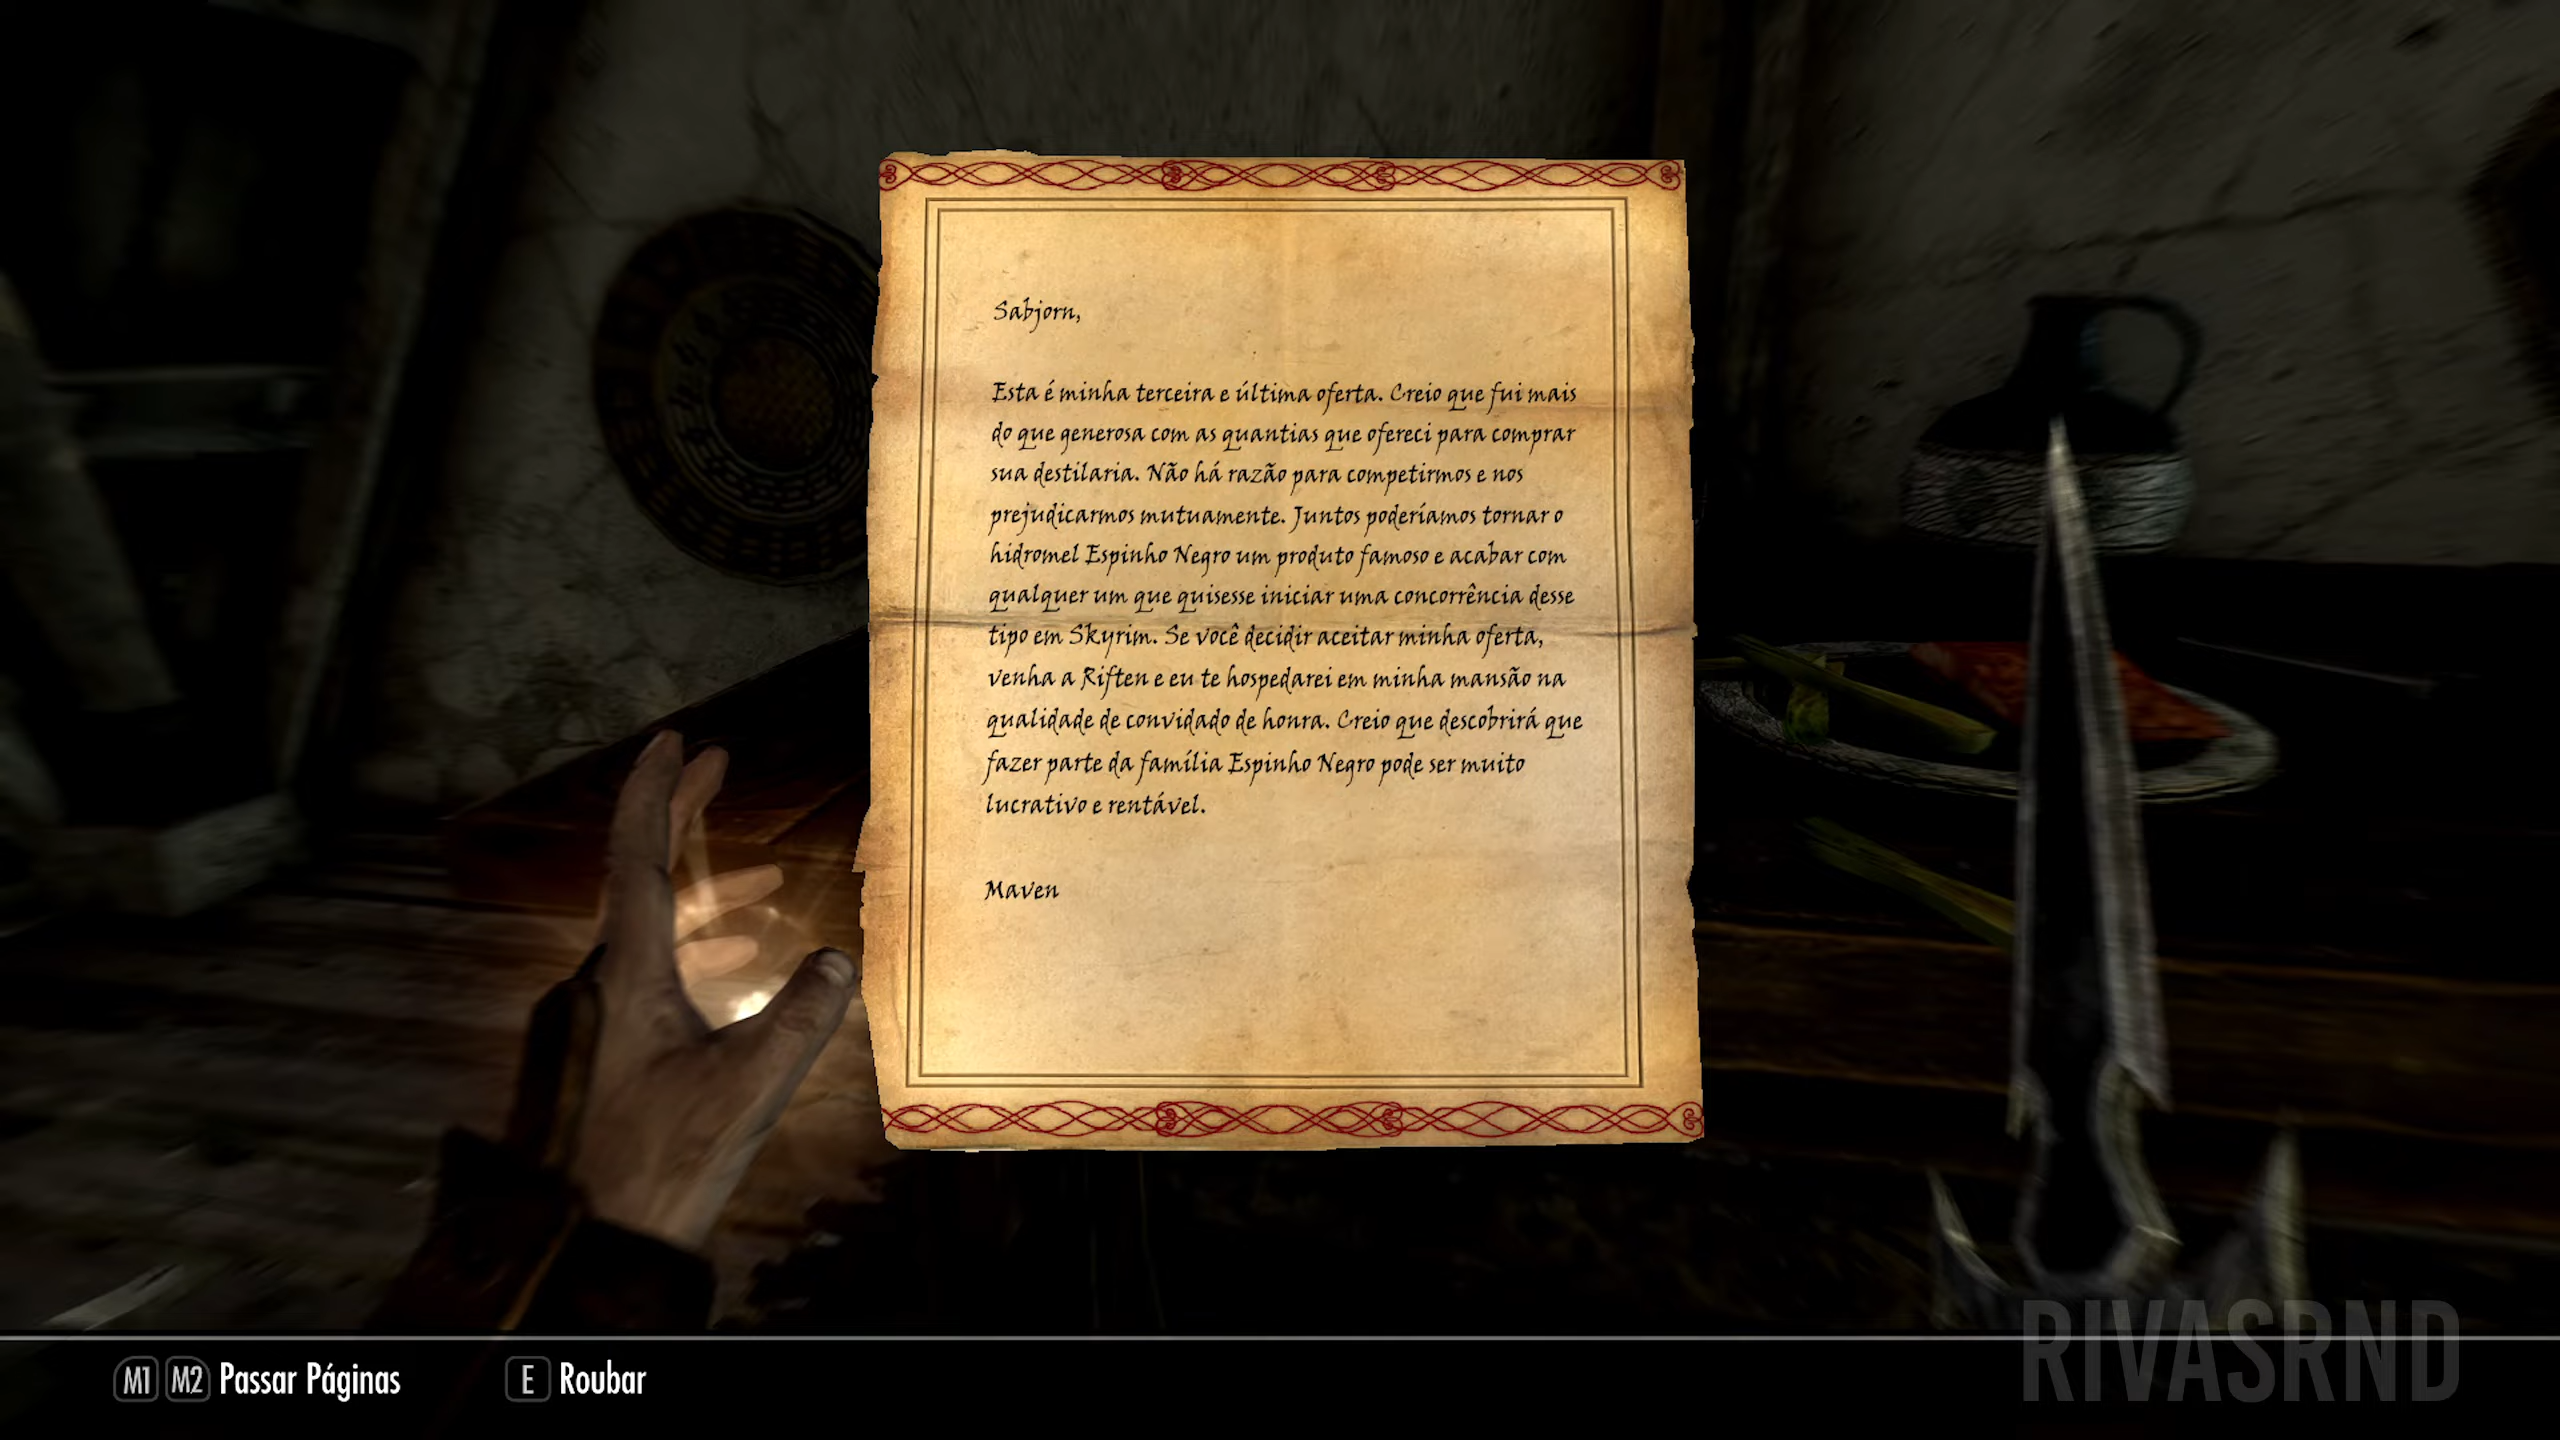 Sabjorn,
Esta é minha terceira e última oferta. Creio que fui mais
do que generosa com as quantias que ofereci para comprar
sua destilaria. Não há razão para competirmos e nos
prejudicarmos mutuamente. Juntos poderíamos tornar o
hidromel Espinho Negro um produto famoso e acabar com
qualquer um que quisesse iniciar uma concorrência desse
tipo em Skyrim. Se você decidir aceitar minha oferta,
venha a Riften e eu te hospedarei em minha mansão na
qualidade de convidado de honra. Creio que descobrirá que
fazer parte da família Espinho Negro pode ser muito
lucrativo e rentável.
Maven
M1 M2 Passar Páginas
E Roubar
RIVASRND